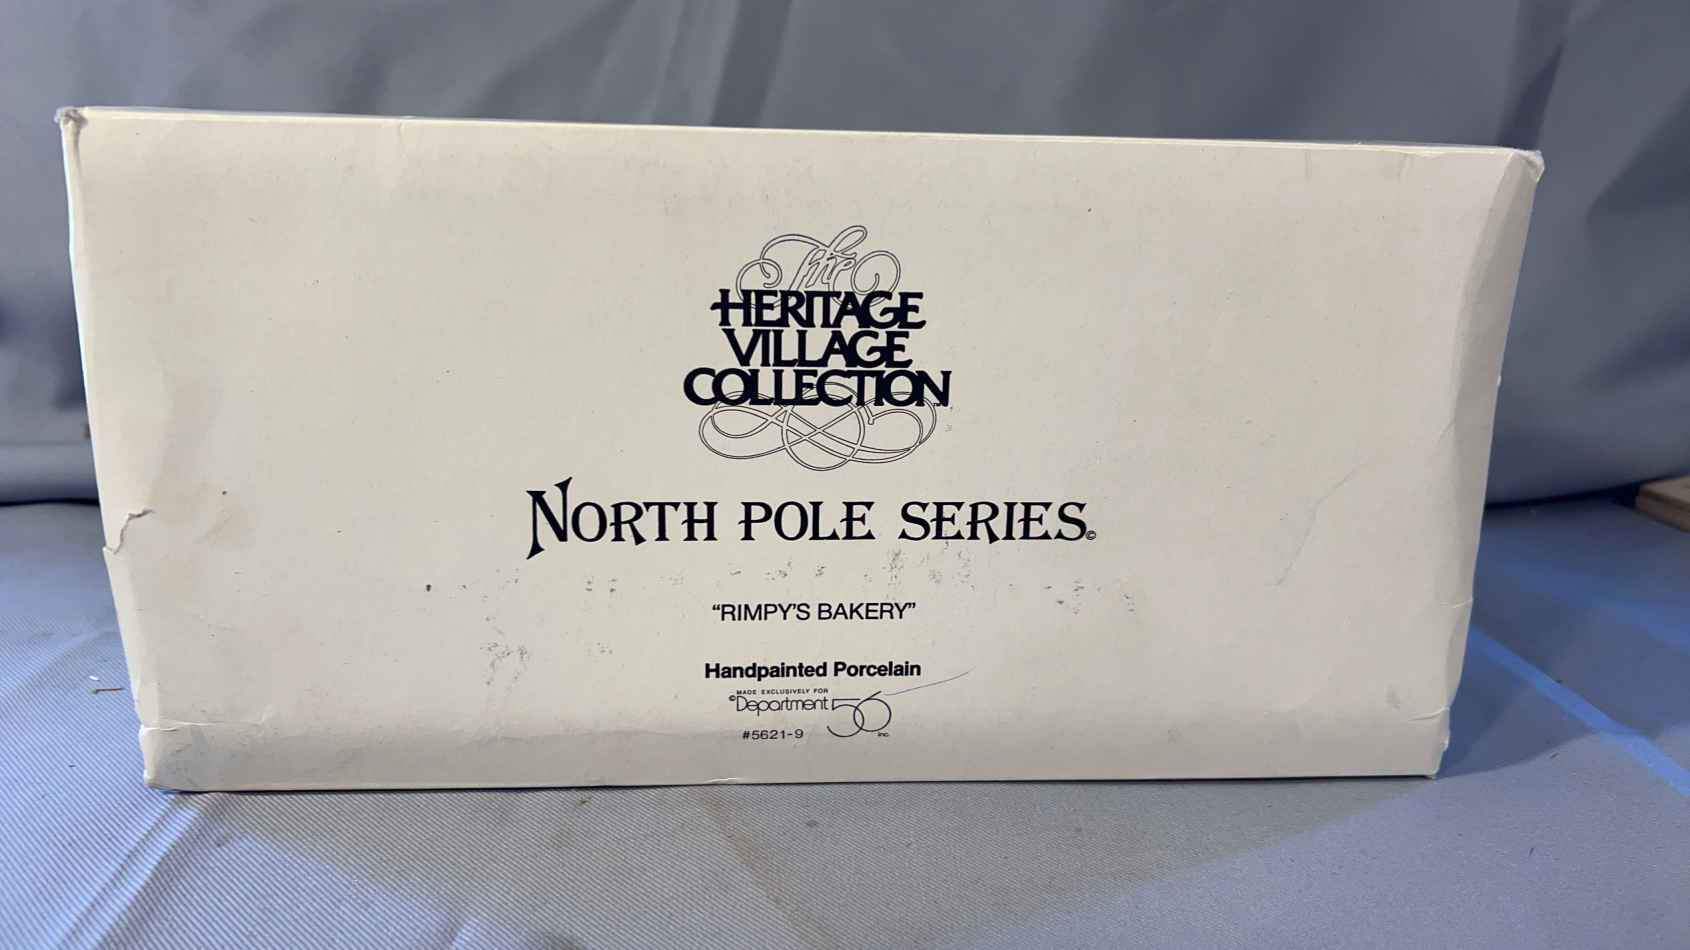 The
HERITAGE
VILLAGE
COLLECTION
NORTH POLE SERIES©
“RIMPY'S BAKERY”
Handpainted Porcelain
MADE EXCLUSIVELY FOR
©Department 56 Inc.
#5621-9